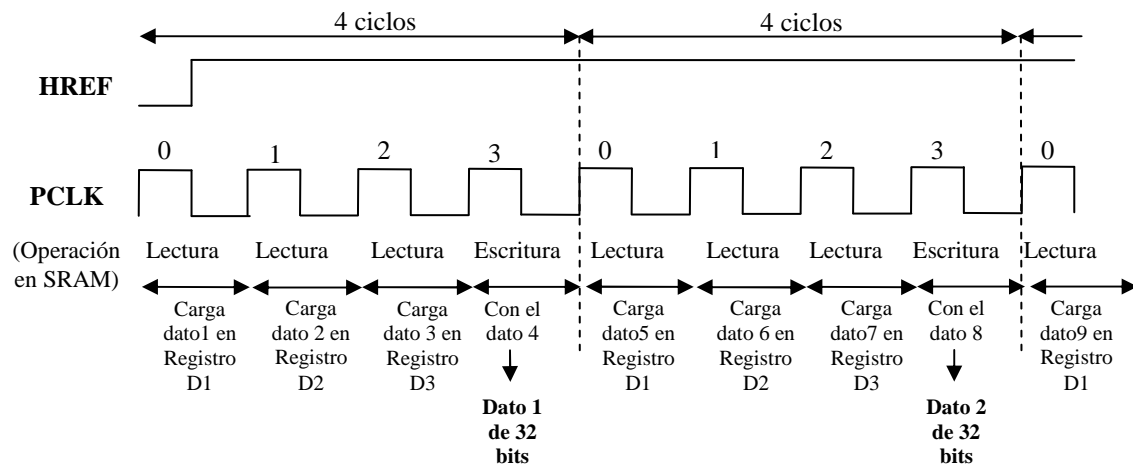 4 ciclos 4 ciclos
HREF
0 1 2 3 0 1 2 3 0
PCLK
(Operación en SRAM) Lectura Lectura Lectura Escritura Lectura Lectura Lectura Escritura Lectura
Carga dato1 en Registro D1
Carga dato 2 en Registro D2
Carga dato 3 en Registro D3
Con el dato 4
Dato 1 de 32 bits
Carga dato5 en Registro D1
Carga dato 6 en Registro D2
Carga dato7 en Registro D3
Con el dato 8
Dato 2 de 32 bits
Carga dato9 en Registro D1